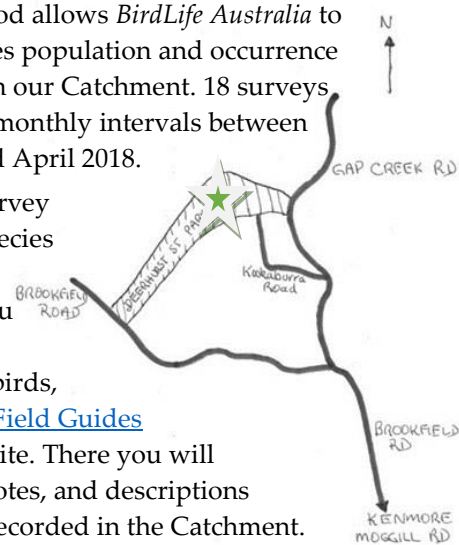 od allows BirdLife Australia to
es population and occurrence
n our Catchment. 18 surveys
monthly intervals between
d April 2018.
rvey
ecies
u
birds,
Field Guides
ite. There you will
otes, and descriptions
ecorded in the Catchment.
N
GAP CREEK RD
DEERHURST ST PAR
Kookaburra
Road
BROOKFIELD
ROAD
BROOKFIELD
RD
KENMORE
MOGGILL RD